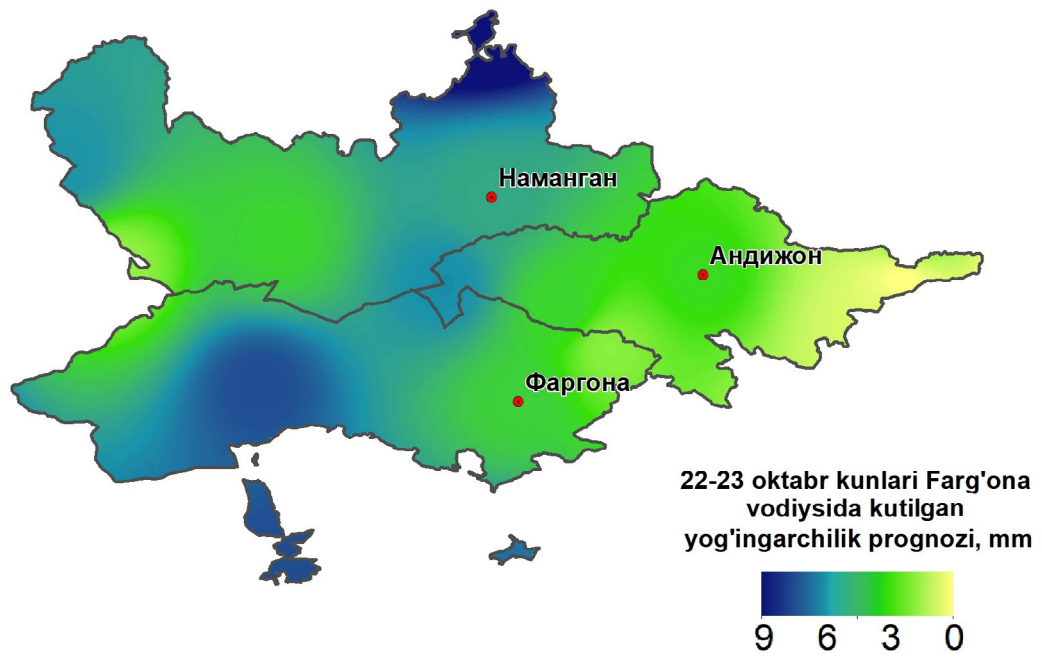 Наманган
Андижон
Фаргона
22-23 oktabr kunlari Farg'ona
vodiysida kutilgan
yog'ingarchilik prognozi, mm
9 6 3 0